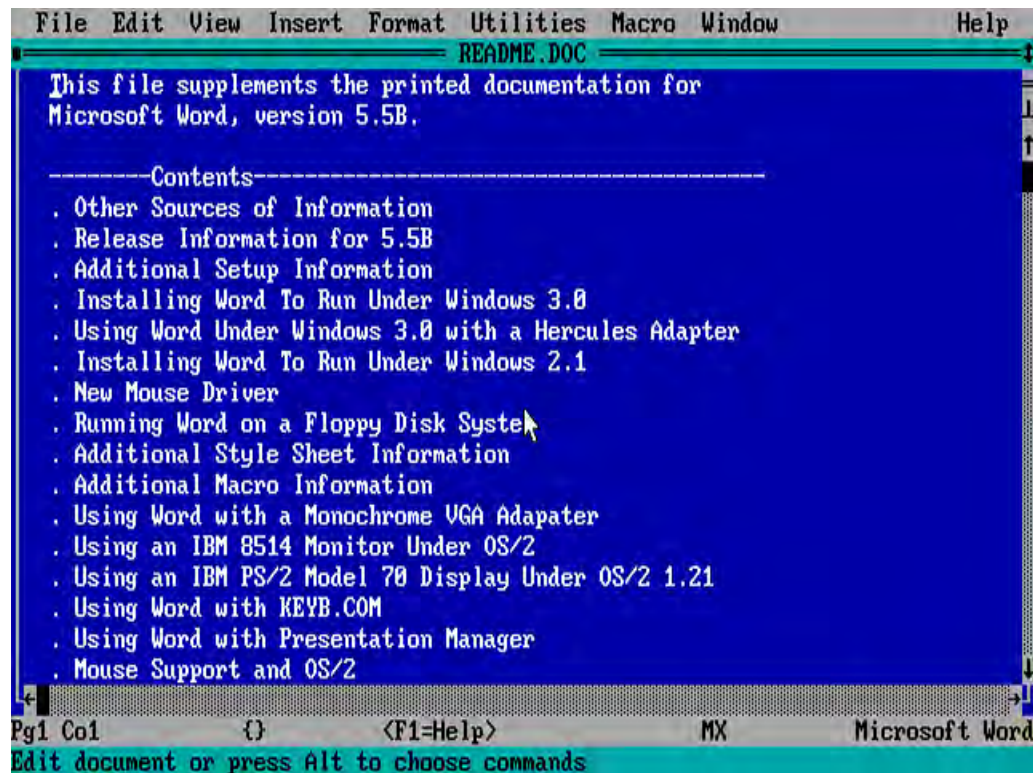 File Edit View Insert Format Utilities Macro Window Help
README.DOC
This file supplements the printed documentation for
Microsoft Word, version 5.5B.
--------Contents-----------------------------------------
. Other Sources of Information
. Release Information for 5.5B
. Additional Setup Information
. Installing Word To Run Under Windows 3.0
. Using Word Under Windows 3.0 with a Hercules Adapter
. Installing Word To Run Under Windows 2.1
. New Mouse Driver
. Running Word on a Floppy Disk System
. Additional Style Sheet Information
. Additional Macro Information
. Using Word with a Monochrome VGA Adapater
. Using an IBM 8514 Monitor Under OS/2
. Using an IBM PS/2 Model 70 Display Under OS/2 1.21
. Using Word with KEYB.COM
. Using Word with Presentation Manager
. Mouse Support and OS/2
Pg1 Co1 {} <F1=Help> MX Microsoft Word
Edit document or press Alt to choose commands